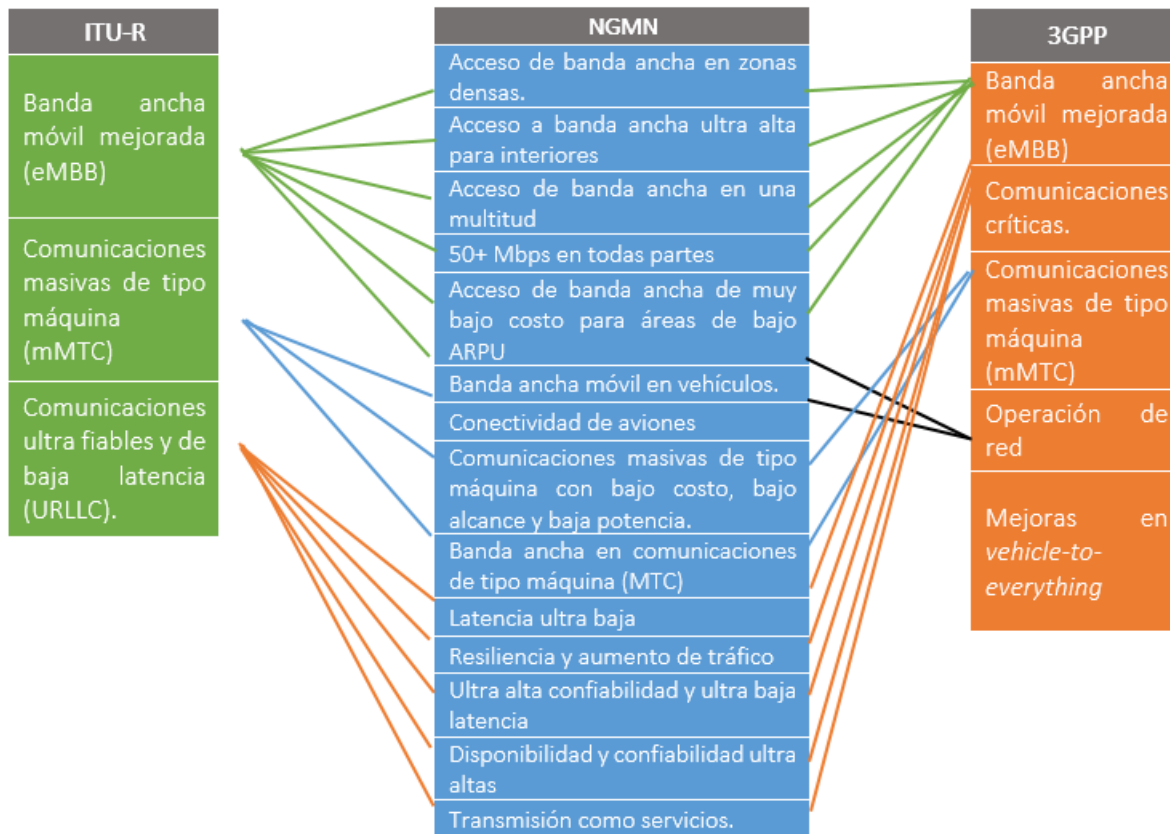 ITU-R
Banda ancha
móvil mejorada
(eMBB)
Comunicaciones
masivas de tipo
máquina
(mMTC)
Comunicaciones
ultra fiables y de
baja latencia
(URLLC).
NGMN
Acceso de banda ancha en zonas
densas.
Acceso a banda ancha ultra alta
para interiores
Acceso de banda ancha en una
multitud
50+ Mbps en todas partes
Acceso de banda ancha de muy
bajo costo para áreas de bajo
ARPU
Banda ancha móvil en vehículos.
Conectividad de aviones
Comunicaciones masivas de tipo
máquina con bajo costo, bajo
alcance y baja potencia.
Banda ancha en comunicaciones
de tipo máquina (MTC)
Latencia ultra baja
Resiliencia y aumento de tráfico
Ultra alta confiabilidad y ultra baja
latencia
Disponibilidad y confiabilidad ultra
altas
Transmisión como servicios.
3GPP
Banda ancha
móvil mejorada
(eMBB)
Comunicaciones
críticas.
Comunicaciones
masivas de tipo
máquina
(mMTC)
Operación de
red
Mejoras en
vehicle-to-
everything